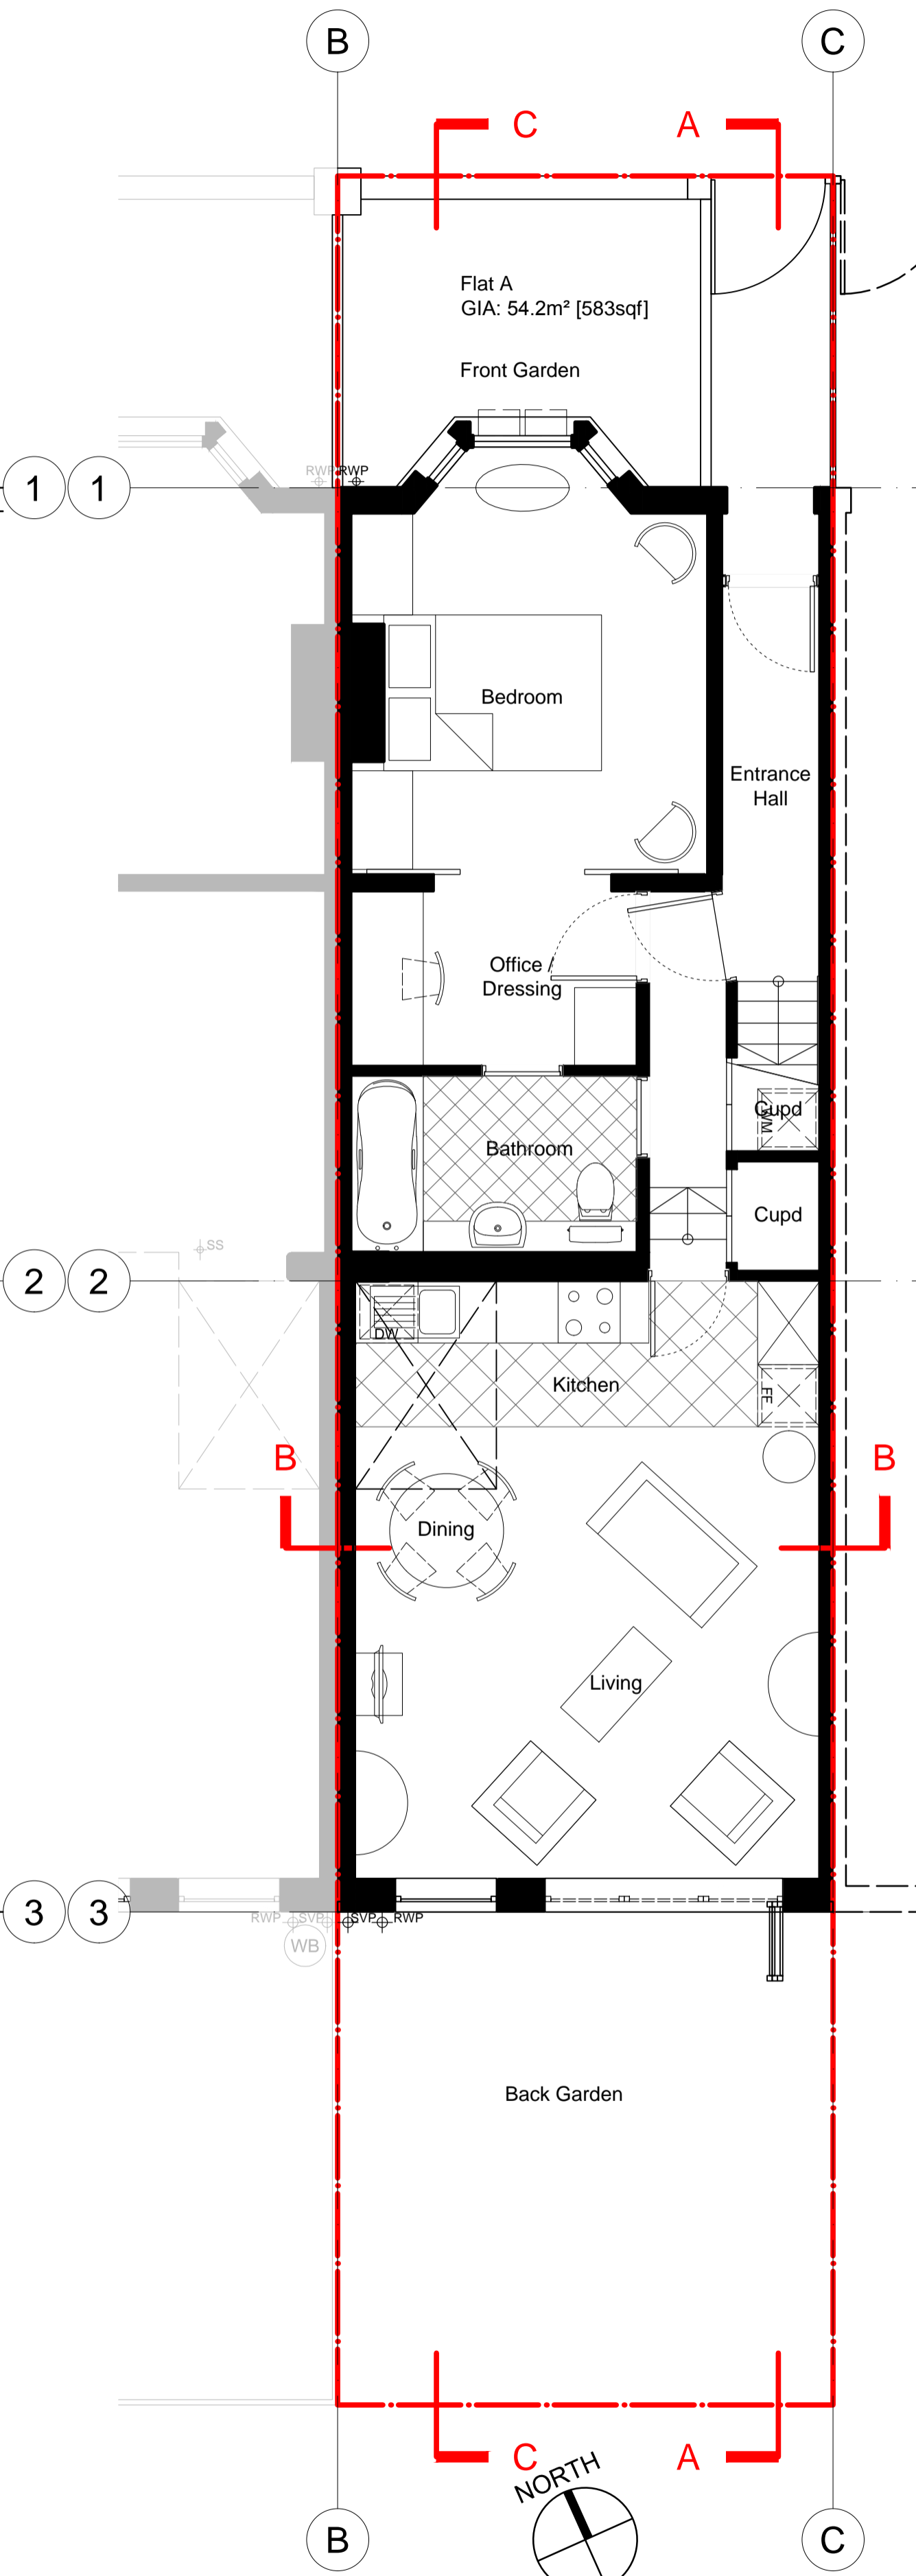 B
C
C
A
Flat A
GIA: 54.2m² [583sqf]
Front Garden
RWP
RWP
1
1
Bedroom
Entrance
Hall
Office /
Dressing
Cupd
WM
Bathroom
Cupd
SS
2
2
DW
Kitchen
FF
B
B
Dining
Living
3
3
RWP
SVP
SVP
RWP
WB
Back Garden
C
A
NORTH
B
C